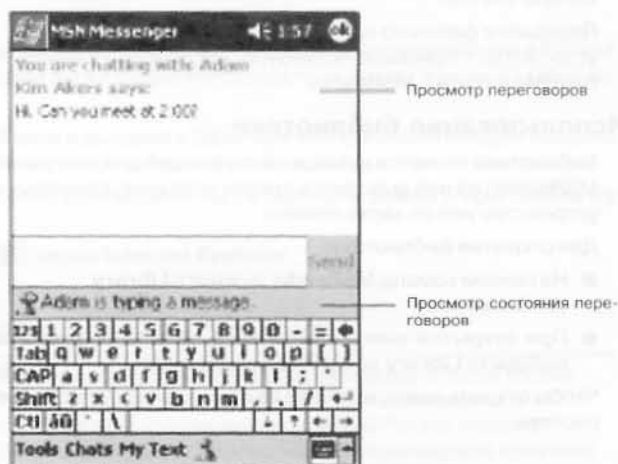 MSN Messenger 1:57 ok
You are chatting with: Adam
Kim Akers says:
Hi. Can you meet at 2:00?
Просмотр переговоров
Send
Adam is typing a message.
Просмотр состояния пере-
говоров
123 1 2 3 4 5 6 7 8 9 0 - =
Tab q w e r t y u i o p [ ]
CAP a s d f g h j k l ; '
Shift z x c v b n m , . /
Ctl áü ` \
Tools Chats My Text